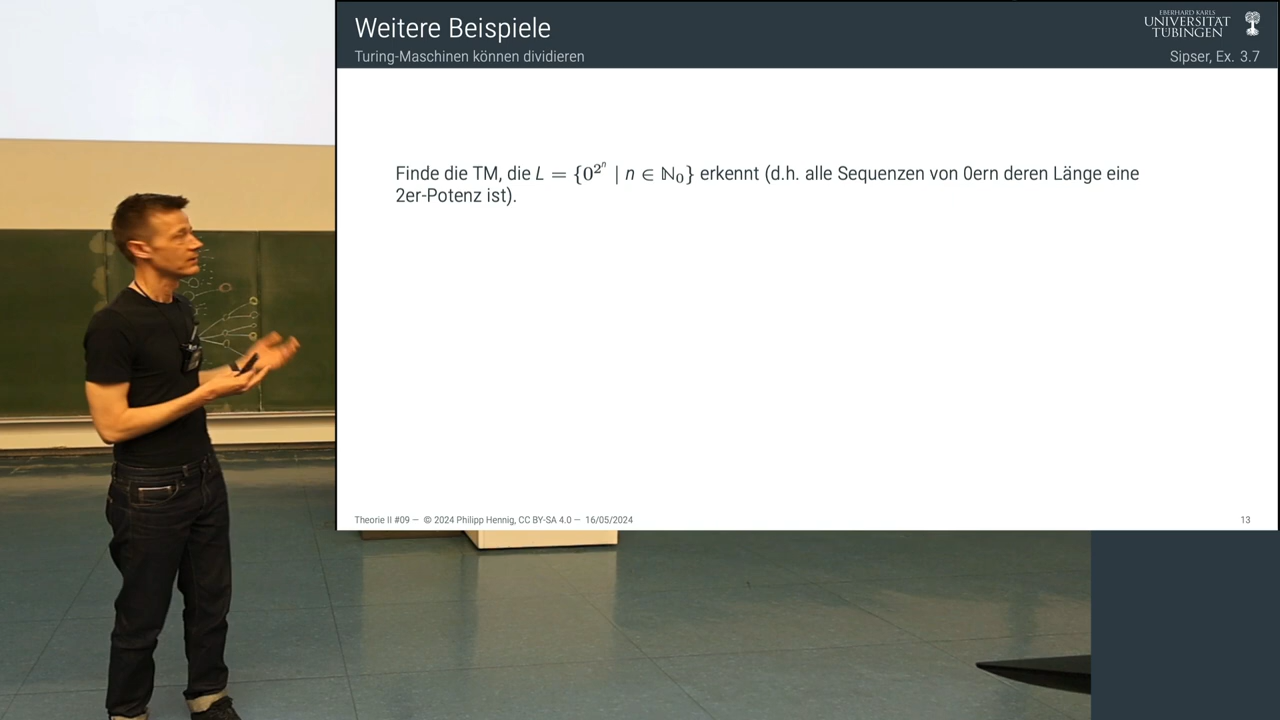 Weitere Beispiele
Turing-Maschinen können dividieren
EBERHARD KARLS
UNIVERSITÄT
TÜBINGEN
Sipser, Ex. 3.7
Finde die TM, die L = {0^{2^n} | n ∈ ℕ₀} erkennt (d.h. alle Sequenzen von 0ern deren Länge eine
2er-Potenz ist).
Theorie II #09 — © 2024 Philipp Hennig, CC BY-SA 4.0 — 16/05/2024
13